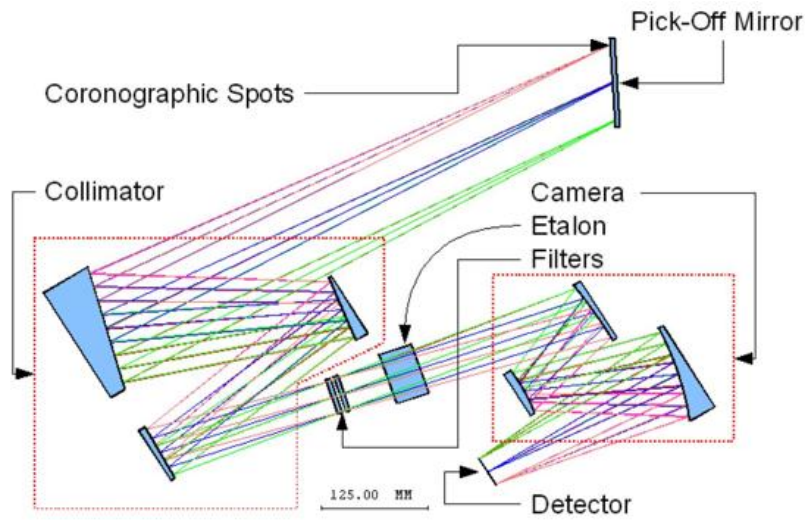 Pick-Off Mirror
Coronographic Spots
Collimator
Camera
Etalon
Filters
125.00 MM
Detector